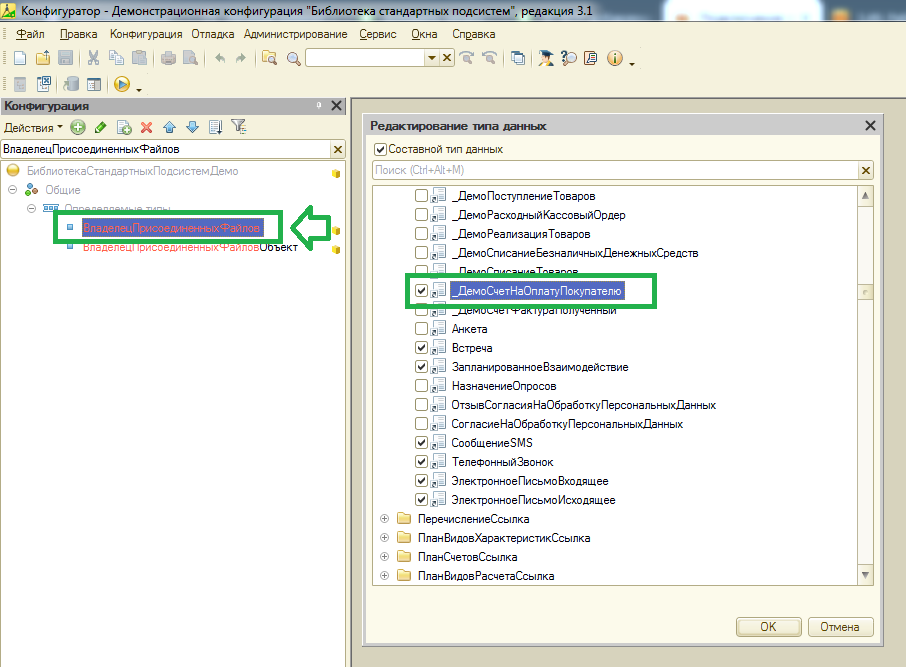 Конфигуратор - Демонстрационная конфигурация "Библиотека стандартных подсистем", редакция 3.1
Файл Правка Конфигурация Отладка Администрирование Сервис Окна Справка
Конфигурация
Действия
ВладелецПрисоединенныхФайлов
БиблиотекаСтандартныхПодсистемДемо
Общие
Определяемые типы
ВладелецПрисоединенныхФайлов
ВладелецПрисоединенныхФайловОбъект
Редактирование типа данных
Составной тип данных
Поиск (Ctrl+Alt+M)
_ДемоПоступлениеТоваров
_ДемоРасходныйКассовыйОрдер
_ДемоРеализацияТоваров
_ДемоСписаниеБезналичныхДенежныхСредств
_ДемоСписаниеТоваров
_ДемоСчетНаОплатуПокупателю
_ДемоСчетФактураПолученный
Анкета
Встреча
ЗапланированноеВзаимодействие
НазначениеОпросов
ОтзывСогласияНаОбработкуПерсональныхДанных
СогласиеНаОбработкуПерсональныхДанных
СообщениеSMS
ТелефонныйЗвонок
ЭлектронноеПисьмоВходящее
ЭлектронноеПисьмоИсходящее
ПеречислениеСсылка
ПланВидовХарактеристикСсылка
ПланСчетовСсылка
ПланВидовРасчетаСсылка
OK Отмена